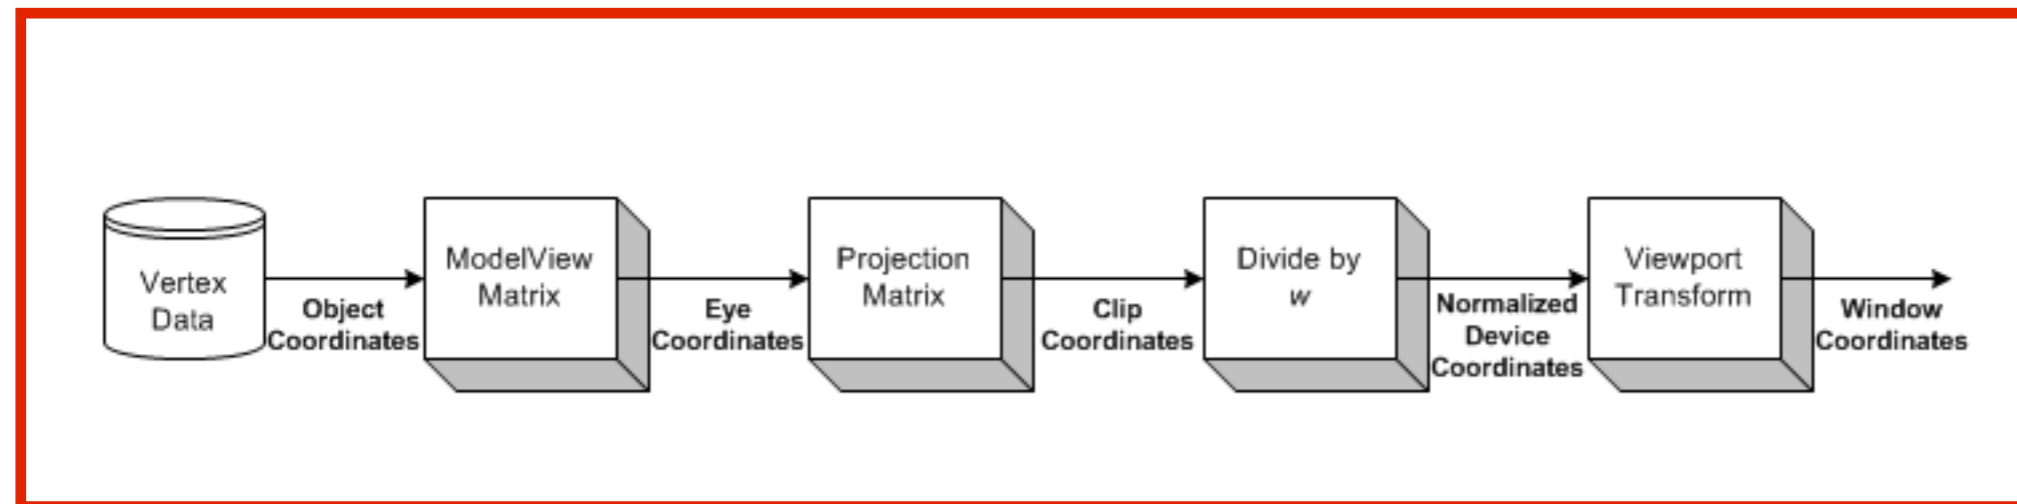 Vertex
Data
Object
Coordinates
ModelView
Matrix
Eye
Coordinates
Projection
Matrix
Clip
Coordinates
Divide by
w
Normalized
Device
Coordinates
Viewport
Transform
Window
Coordinates